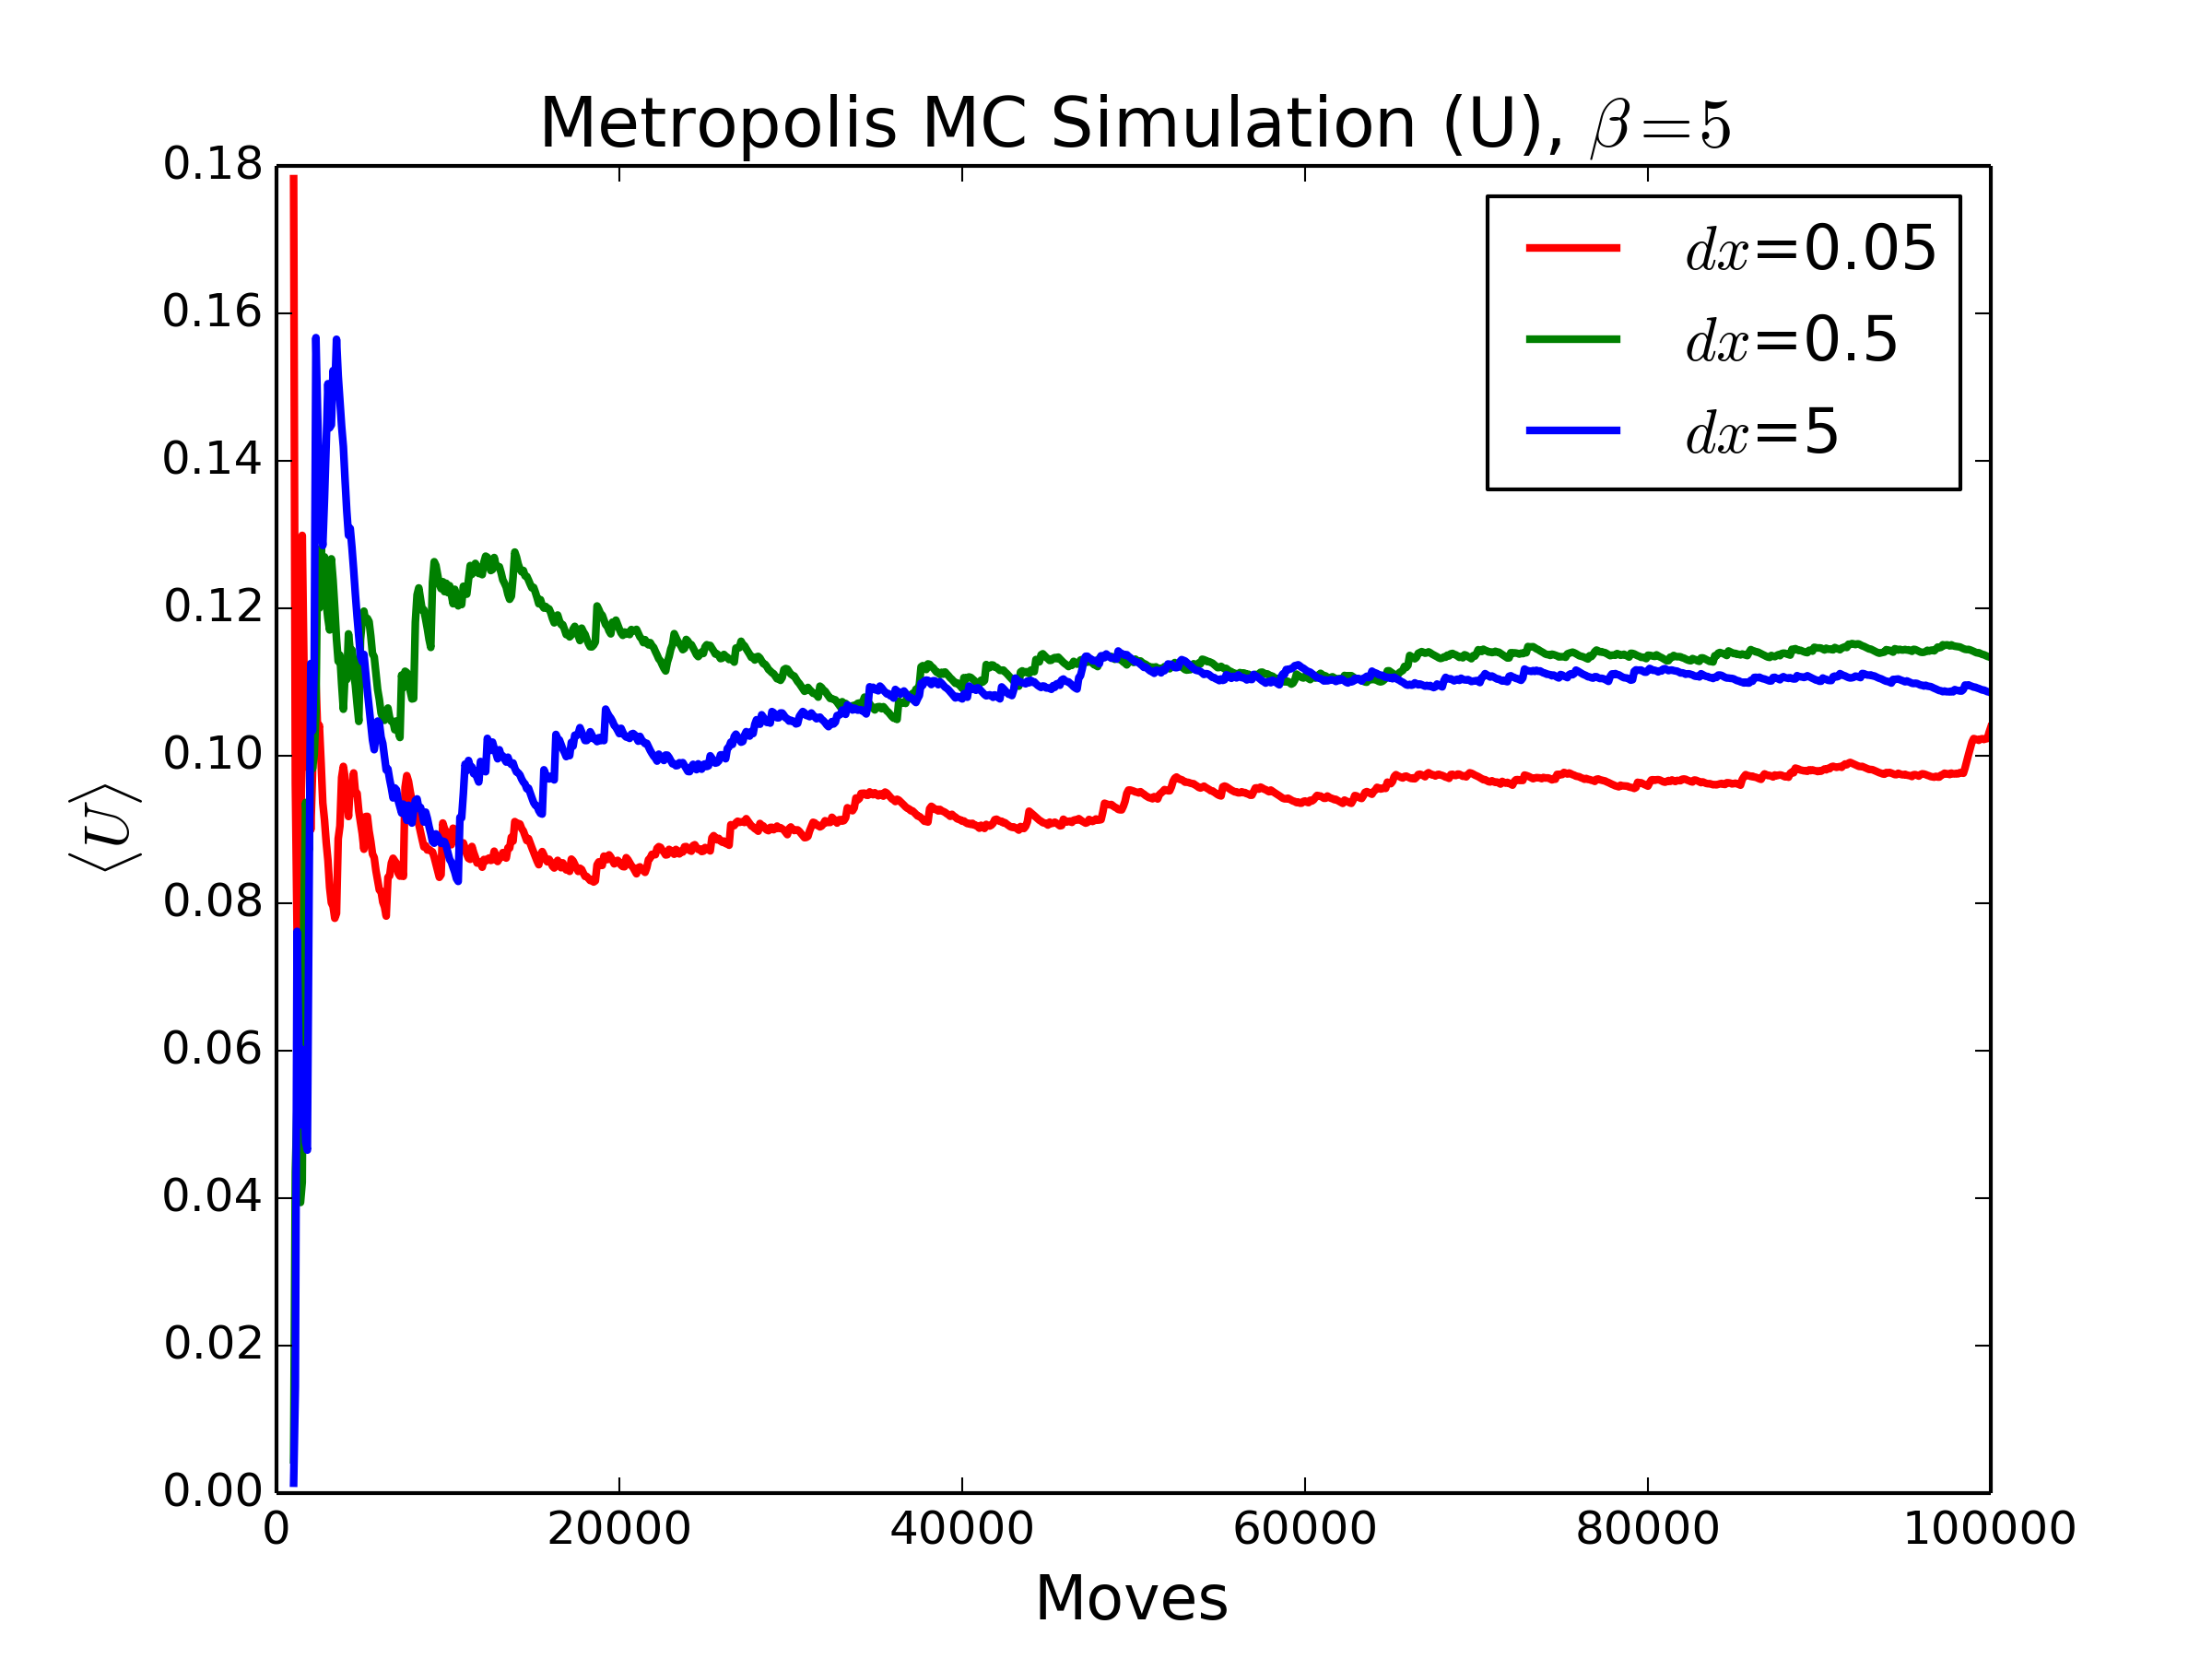 Metropolis MC Simulation (U), β=5
0.18
0.16
0.14
0.12
0.10
0.08
0.06
0.04
0.02
0.00
⟨U⟩
dx=0.05
dx=0.5
dx=5
0 20000 40000 60000 80000 100000
Moves